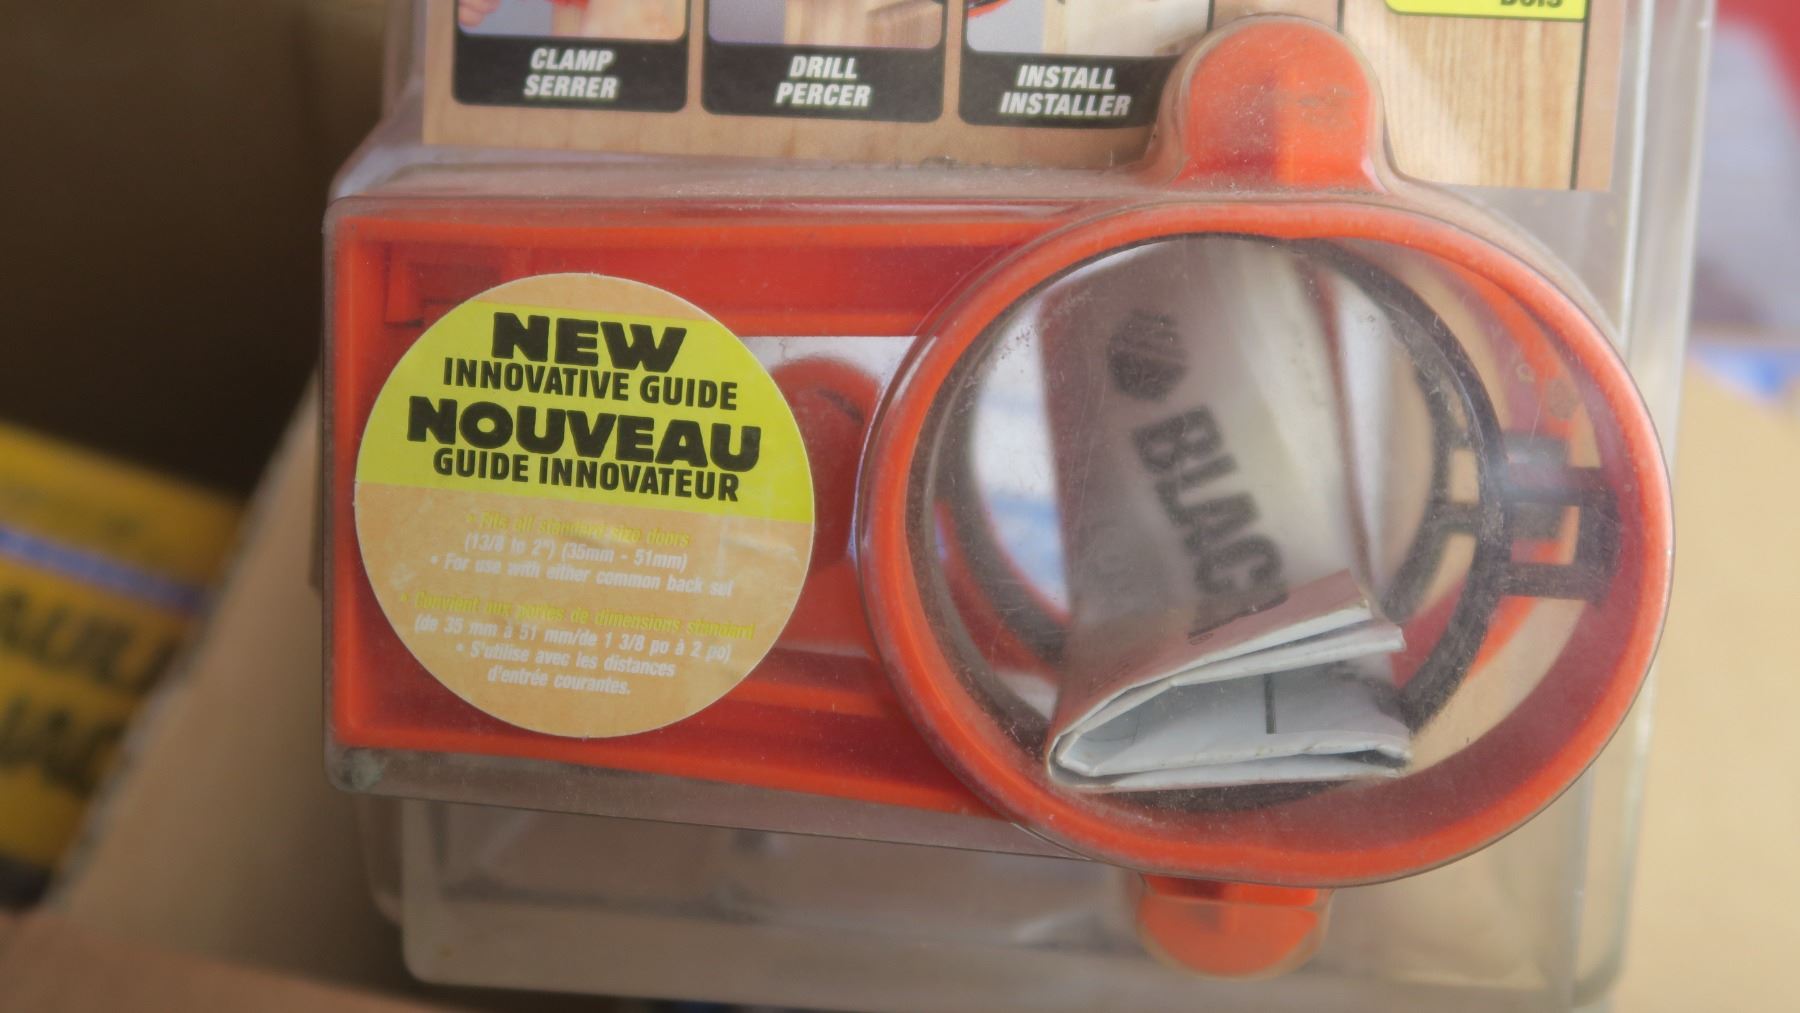 CLAMP
SERRER
DRILL
PERCER
INSTALL
INSTALLER
BOIS
NEW
INNOVATIVE GUIDE
NOUVEAU
GUIDE INNOVATEUR
• Fits all standard size doors
(13/8 to 2") (35mm - 51mm)
• For use with either common back set
• Convient aux portes de dimensions standard
(de 35 mm à 51 mm/de 1 3/8 po à 2 po)
• S'utilise avec les distances
d'entrée courantes.
BLAC